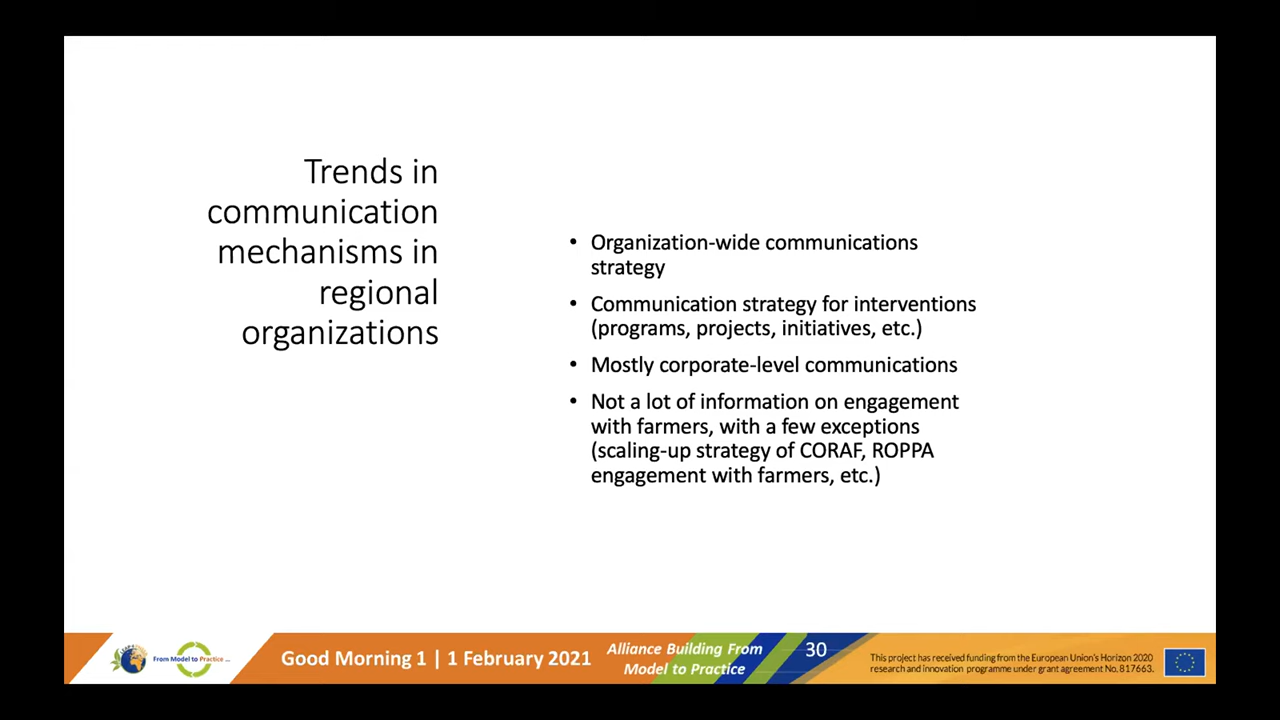 Trends in
communication
mechanisms in
regional
organizations
• Organization-wide communications
strategy
• Communication strategy for interventions
(programs, projects, initiatives, etc.)
• Mostly corporate-level communications
• Not a lot of information on engagement
with farmers, with a few exceptions
(scaling-up strategy of CORAF, ROPPA
engagement with farmers, etc.)
From Model to Practice ...
Good Morning 1 | 1 February 2021
Alliance Building From
Model to Practice
30
This project has received funding from the European Union's Horizon 2020
research and innovation programme under grant agreement No. 817663.